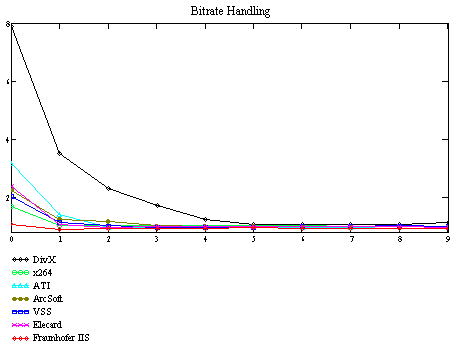 Bitrate Handling
8
6
4
2
0 1 2 3 4 5 6 7 8 9
DivX
x264
ATI
ArcSoft
VSS
Elecard
Fraunhofer IIS